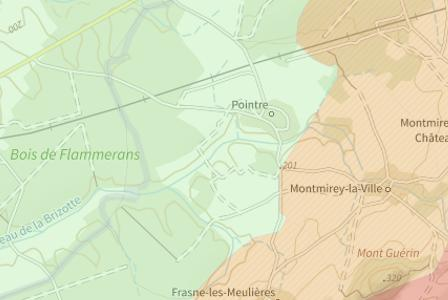 200
Pointre
Montmire
Châtea
Bois de Flammerans
201
Montmirey-la-Ville
eau de la Brizotte
Mont Guérin
320
Frasne-les-Meulières